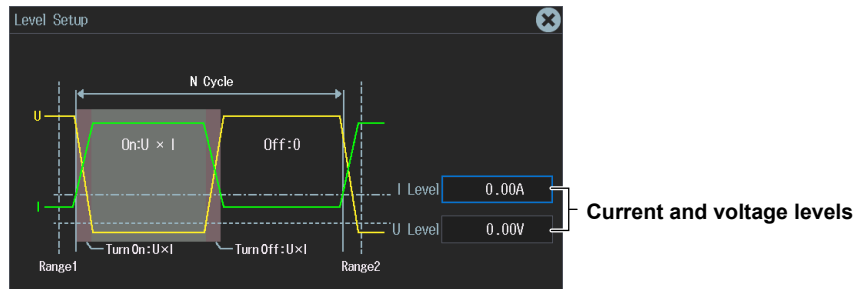 Level Setup
N Cycle
U
On:U × I
Off:0
I Level
0.00A
I
Current and voltage levels
U Level
0.00V
Turn On:U×I
Turn Off:U×I
Range1
Range2